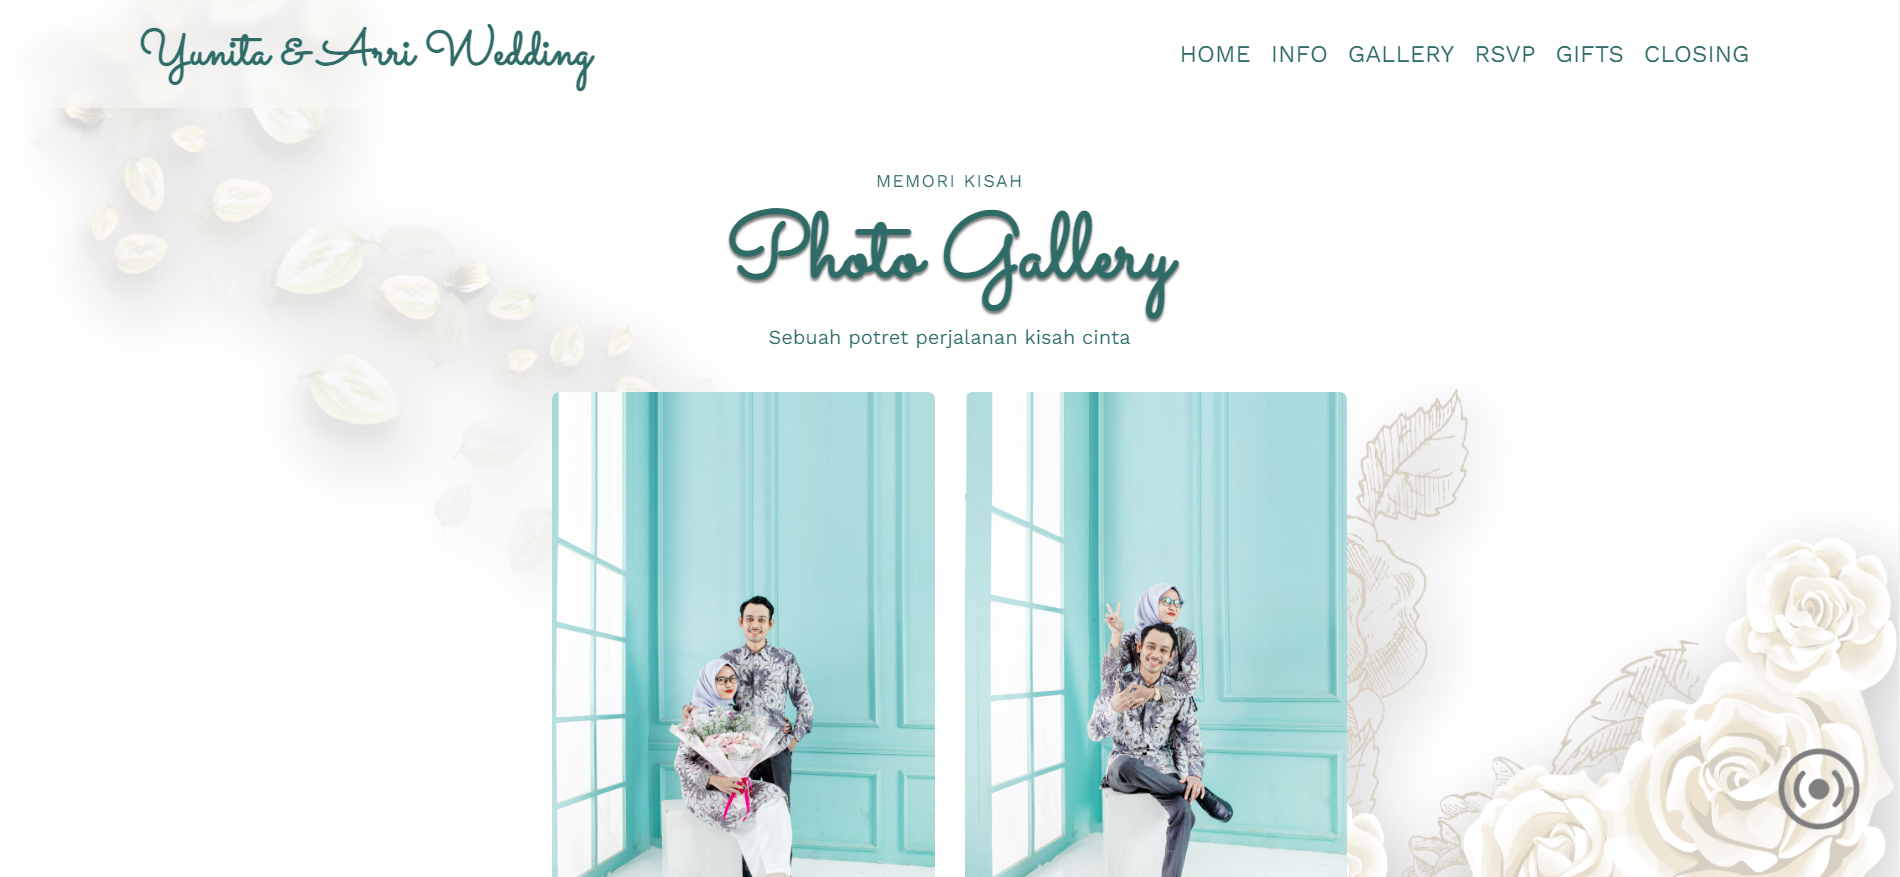 Yunita & Arri Wedding
HOME INFO GALLERY RSVP GIFTS CLOSING
MEMORI KISAH
Photo Gallery
Sebuah potret perjalanan kisah cinta